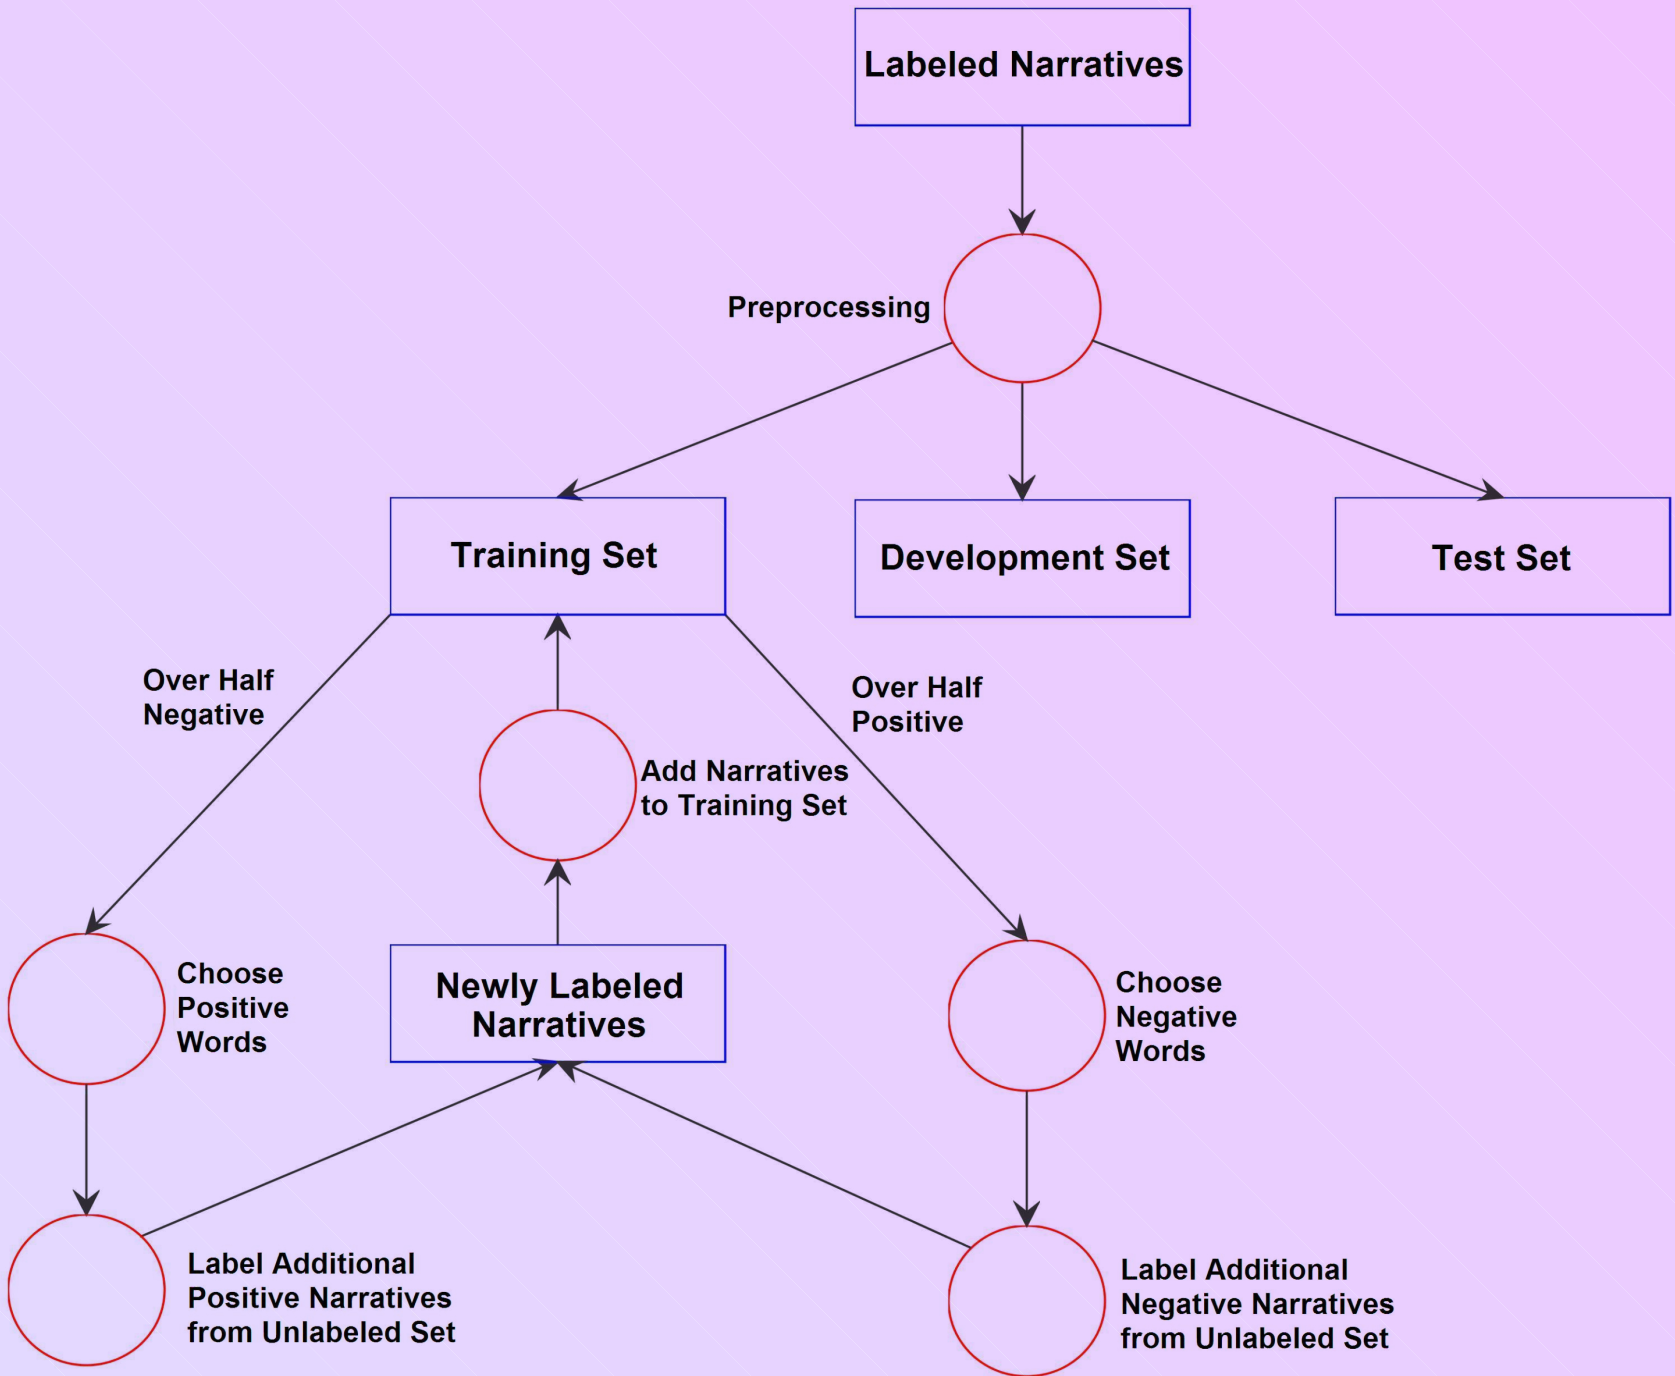 Labeled Narratives
Preprocessing
Training Set
Development Set
Test Set
Over Half
Negative
Over Half
Positive
Add Narratives
to Training Set
Choose
Positive
Words
Newly Labeled
Narratives
Choose
Negative
Words
Label Additional
Positive Narratives
from Unlabeled Set
Label Additional
Negative Narratives
from Unlabeled Set